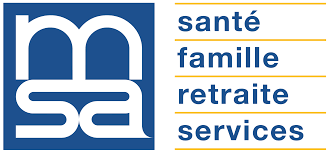 msa
santé
famille
retraite
services